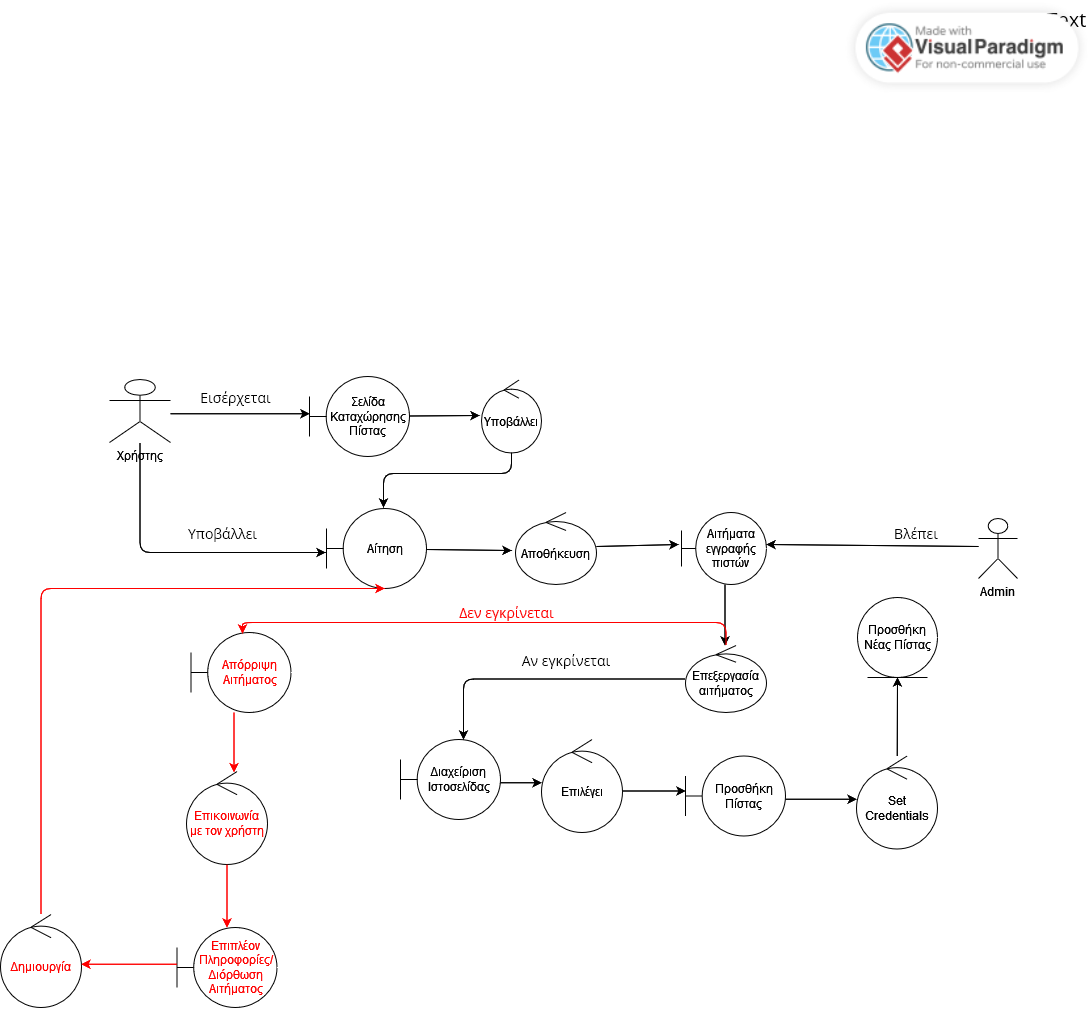 Text
Made with
Visual Paradigm
For non-commercial use
Εισέρχεται
Σελίδα
Καταχώρησης
Πίστας
Υποβάλλει
Χρήστης
Υποβάλλει
Αίτηση
Αποθήκευση
Αιτήματα
εγγραφής
πιστών
Βλέπει
Admin
Δεν εγκρίνεται
Προσθήκη
Νέας Πίστας
Απόρριψη
Αιτήματος
Αν εγκρίνεται
Επεξεργασία
αιτήματος
Διαχείριση
Ιστοσελίδας
Επιλέγει
Προσθήκη
Πίστας
Set
Credentials
Επικοινωνία
με τον χρήστη
Επιπλέον
Πληροφορίες/
Διόρθωση
Αιτήματος
Δημιουργία